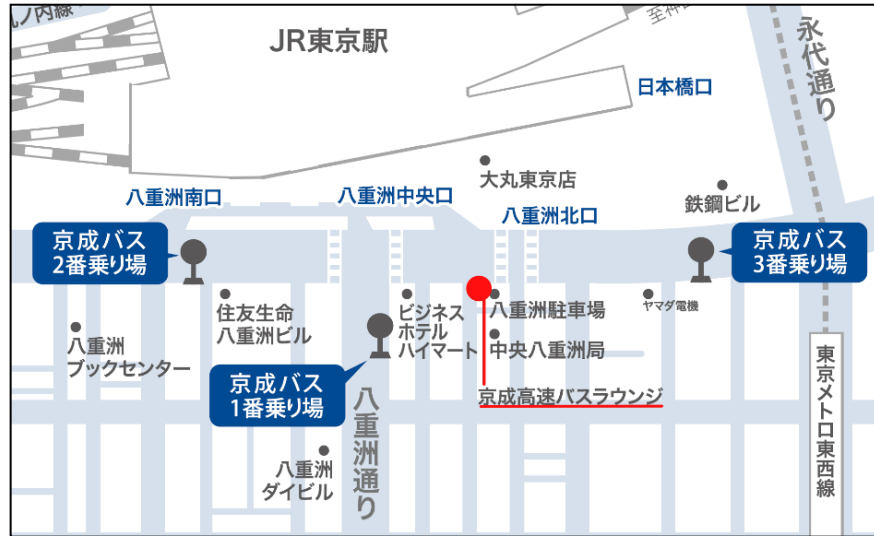 丸ノ内線
JR東京駅
永代通り
日本橋口
大丸東京店
八重洲南口
八重洲中央口
八重洲北口
鉄鋼ビル
京成バス
2番乗り場
京成バス
3番乗り場
住友生命
八重洲ビル
ビジネス
ホテル
ハイマート
八重洲駐車場
ヤマダ電機
八重洲
ブックセンター
中央八重洲局
京成バス
1番乗り場
京成高速バスラウンジ
八重洲通り
東京メトロ東西線
八重洲
ダイビル